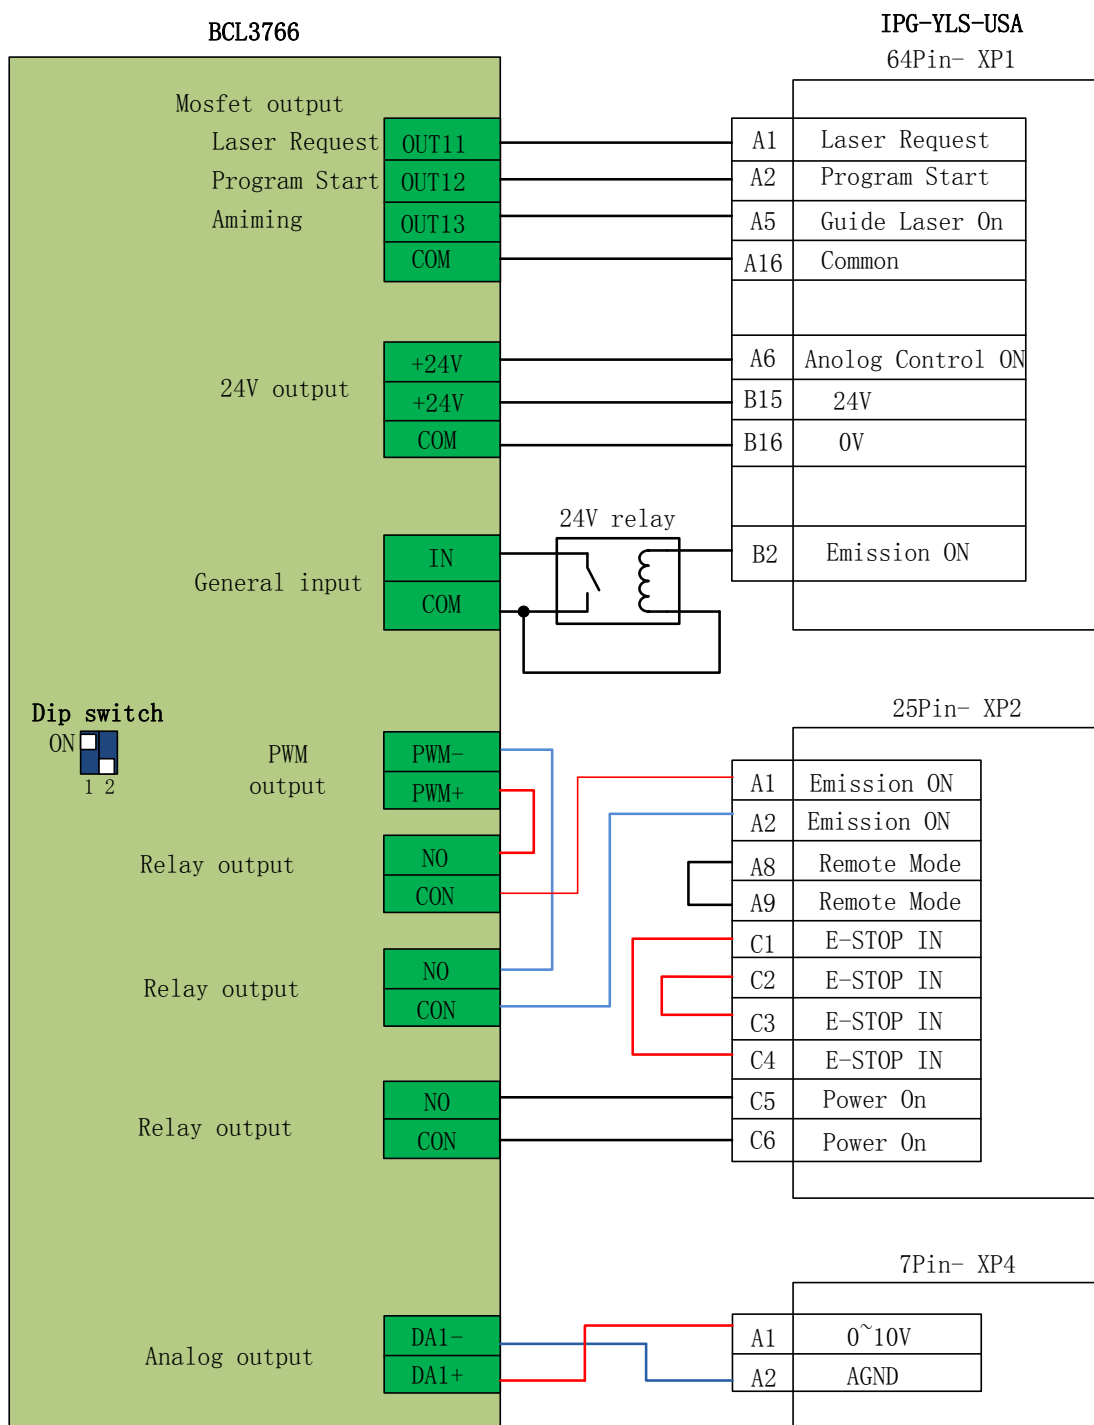 BCL3766
IPG-YLS-USA
64Pin- XP1
Mosfet output
Laser Request OUT11 A1 Laser Request
Program Start OUT12 A2 Program Start
Amiming OUT13 A5 Guide Laser On
COM A16 Common
+24V A6 Anolog Control ON
24V output +24V B15 24V
COM B16 0V
24V relay
IN B2 Emission ON
General input
COM
Dip switch
ON
1 2
25Pin- XP2
PWM
output
PWM-
PWM+
A1 Emission ON
A2 Emission ON
Relay output NO A8 Remote Mode
CON A9 Remote Mode
C1 E-STOP IN
Relay output NO C2 E-STOP IN
CON C3 E-STOP IN
C4 E-STOP IN
NO C5 Power On
Relay output
CON C6 Power On
7Pin- XP4
DA1- A1 0~10V
Analog output
DA1+ A2 AGND